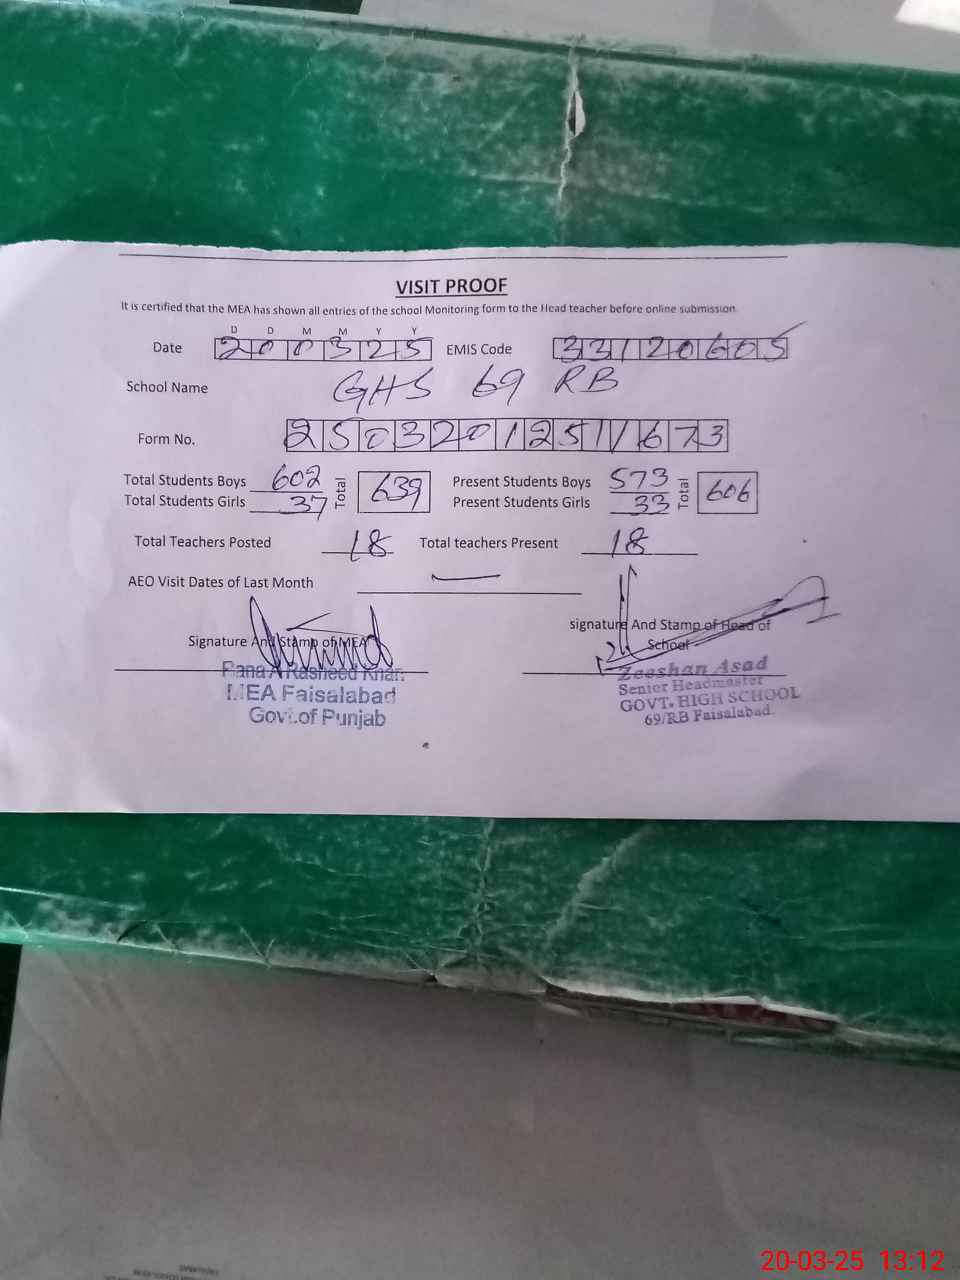 VISIT PROOF
It is certified that the MEA has shown all entries of the school Monitoring form to the Head teacher before online submission.
D D M M Y Y
Date 200325 EMIS Code 33120605
School Name GHS 69 RB
Form No. 25032012511673
Total Students Boys 602 Total 639 Present Students Boys 573 Total 606
Total Students Girls 37 Present Students Girls 33
Total Teachers Posted 18 Total teachers Present 18
AEO Visit Dates of Last Month —
signature And Stamp of Head of
Signature And Stamp of MEA School
Rana A Rasheed Khan Zeeshan Asad
MEA Faisalabad Senior Headmaster
Govt.of Punjab GOVT. HIGH SCHOOL
69/RB Faisalabad
20-03-25 13:12